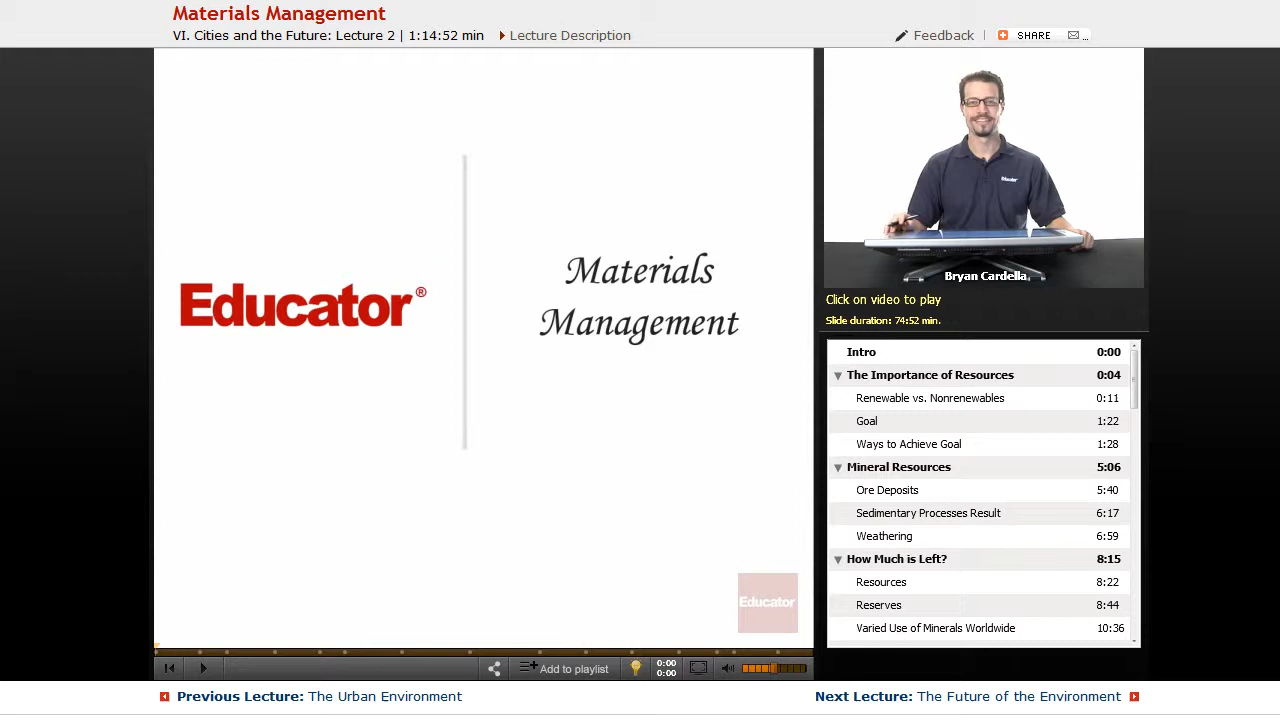 Materials Management
VI. Cities and the Future: Lecture 2 | 1:14:52 min Lecture Description
Feedback SHARE ...
Educator®
Materials
Management
Educator
Educator
Bryan Cardella
Click on video to play
Slide duration: 74:52 min.
Intro 0:00
The Importance of Resources 0:04
Renewable vs. Nonrenewables 0:11
Goal 1:22
Ways to Achieve Goal 1:28
Mineral Resources 5:06
Ore Deposits 5:40
Sedimentary Processes Result 6:17
Weathering 6:59
How Much is Left? 8:15
Resources 8:22
Reserves 8:44
Varied Use of Minerals Worldwide 10:36
Add to playlist 0:00
0:00
Previous Lecture: The Urban Environment Next Lecture: The Future of the Environment